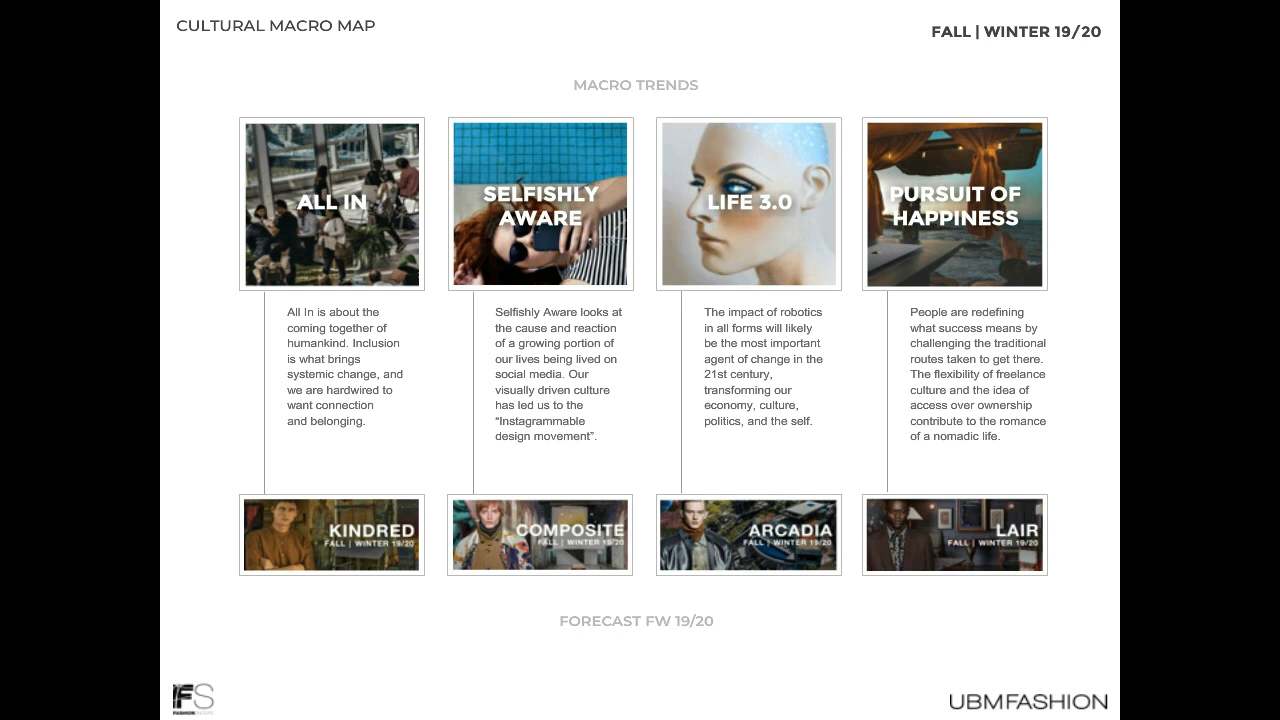 CULTURAL MACRO MAP
FALL | WINTER 19/20
MACRO TRENDS
ALL IN
SELFISHLY
AWARE
LIFE 3.0
PURSUIT OF
HAPPINESS
All In is about the
coming together of
humankind. Inclusion
is what brings
systemic change, and
we are hardwired to
want connection
and belonging.
Selfishly Aware looks at
the cause and reaction
of a growing portion of
our lives being lived on
social media. Our
visually driven culture
has led us to the
“Instagrammable
design movement”.
The impact of robotics
in all forms will likely
be the most important
agent of change in the
21st century,
transforming our
economy, culture,
politics, and the self.
People are redefining
what success means by
challenging the traditional
routes taken to get there.
The flexibility of freelance
culture and the idea of
access over ownership
contribute to the romance
of a nomadic life.
KINDRED
FALL | WINTER 19/20
COMPOSITE
FALL | WINTER 19/20
ARCADIA
FALL | WINTER 19/20
LAIR
FALL | WINTER 19/20
FORECAST FW 19/20
FS
FASHION
UBMFASHION